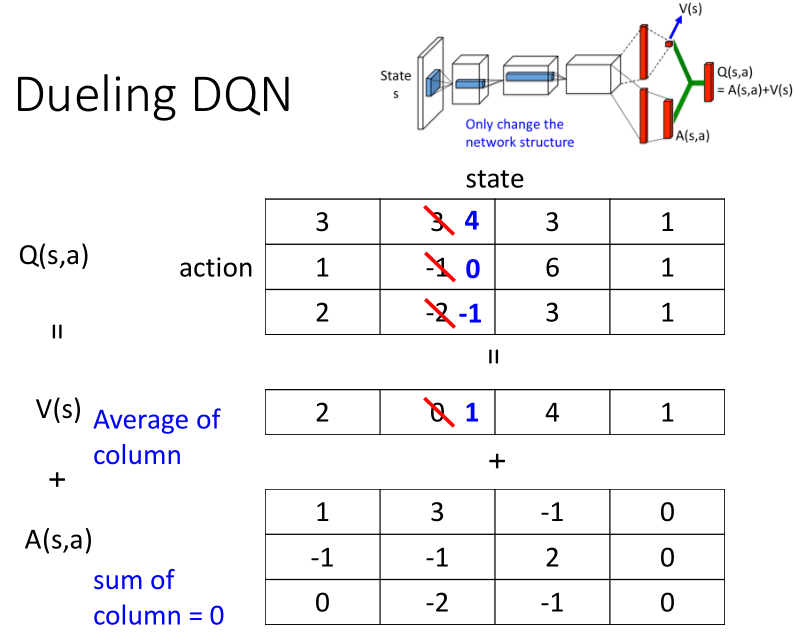 Dueling DQN
V(s)
State
s
Q(s,a)
= A(s,a)+V(s)
Only change the
network structure
A(s,a)
state
Q(s,a)
action
3 3 4 3 1
1 -1 0 6 1
2 -2 -1 3 1
=
=
V(s)
Average of
column
2 0 1 4 1
+
+
A(s,a)
sum of
column = 0
1 3 -1 0
-1 -1 2 0
0 -2 -1 0